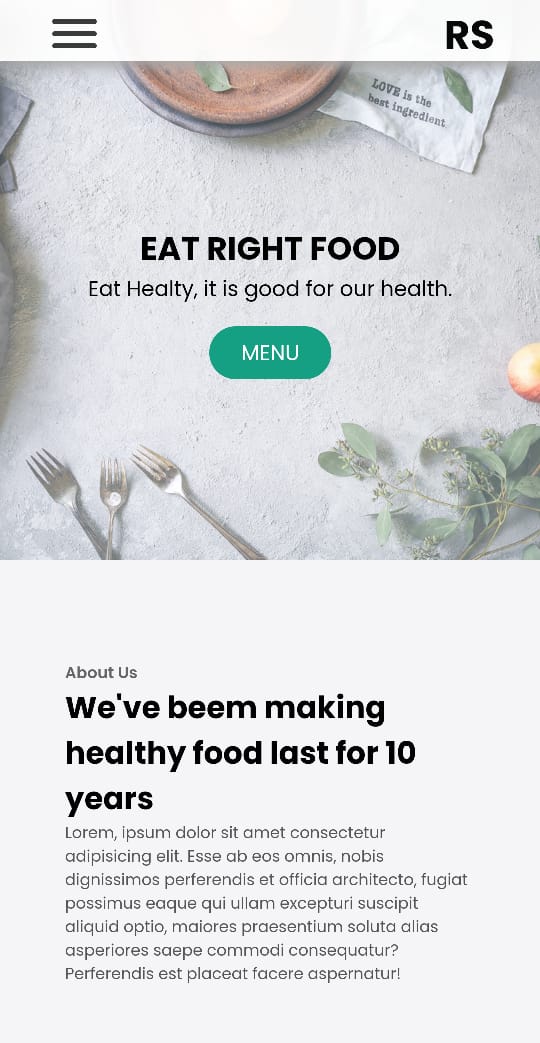 RS
LOVE is the
best ingredient
EAT RIGHT FOOD
Eat Healty, it is good for our health.
MENU
About Us
We've beem making
healthy food last for 10
years
Lorem, ipsum dolor sit amet consectetur
adipisicing elit. Esse ab eos omnis, nobis
dignissimos perferendis et officia architecto, fugiat
possimus eaque qui ullam excepturi suscipit
aliquid optio, maiores praesentium soluta alias
asperiores saepe commodi consequatur?
Perferendis est placeat facere aspernatur!